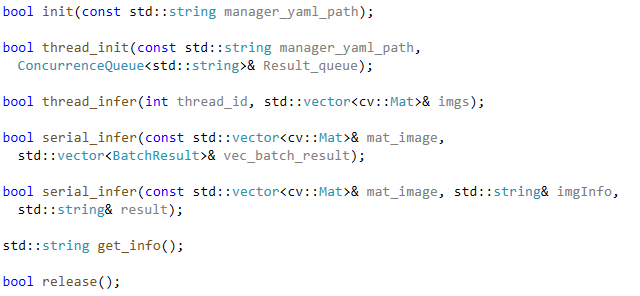 bool init(const std::string manager_yaml_path);
bool thread_init(const std::string manager_yaml_path,
ConcurrenceQueue<std::string>& Result_queue);
bool thread_infer(int thread_id, std::vector<cv::Mat>& imgs);
bool serial_infer(const std::vector<cv::Mat>& mat_image,
std::vector<BatchResult>& vec_batch_result);
bool serial_infer(const std::vector<cv::Mat>& mat_image, std::string& imgInfo,
std::string& result);
std::string get_info();
bool release();